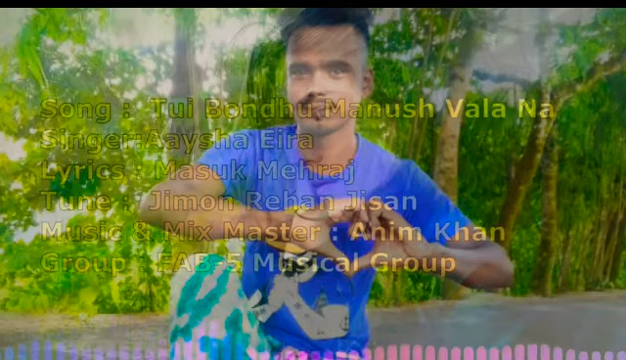 Song : Tui Bondhu Manush Vala Na
Singer:Aaysha Eira
Lyrics : Masuk Mehraj
Tune : Jimon Rehan Jisan
Music & Mix Master : Ahim Khan
Group : EAB-5 Musical Group